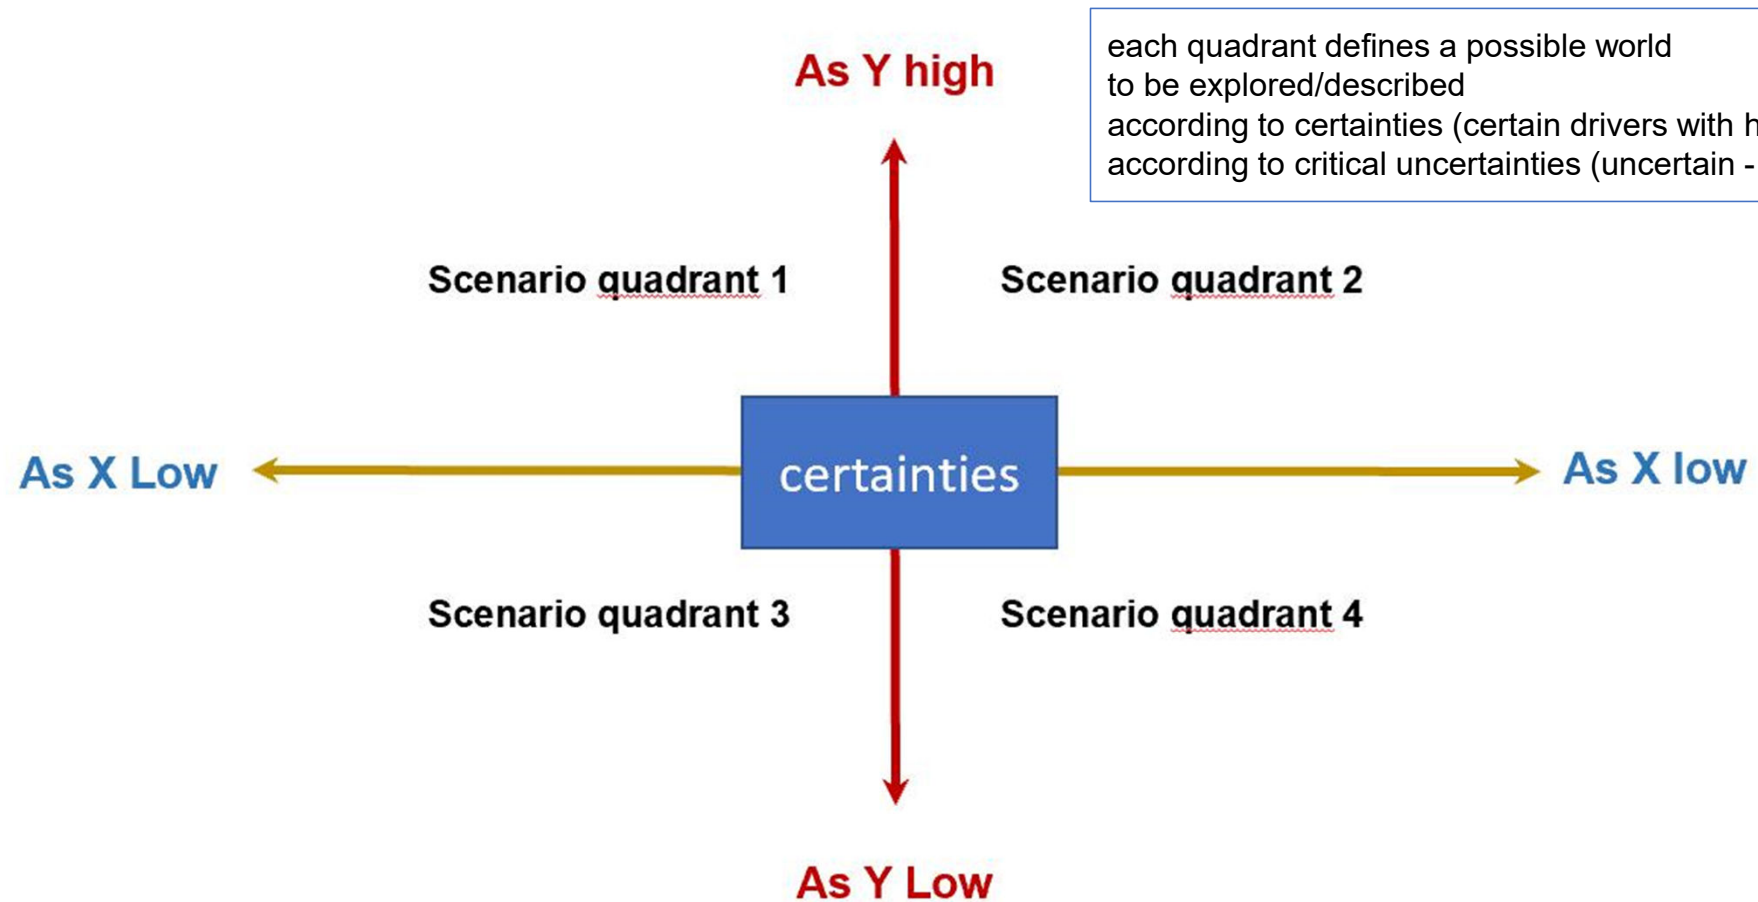 As Y high
each quadrant defines a possible world
to be explored/described
according to certainties (certain drivers with
according to critical uncertainties (uncertain -
Scenario quadrant 1
Scenario quadrant 2
As X Low
certainties
As X low
Scenario quadrant 3
Scenario quadrant 4
As Y Low